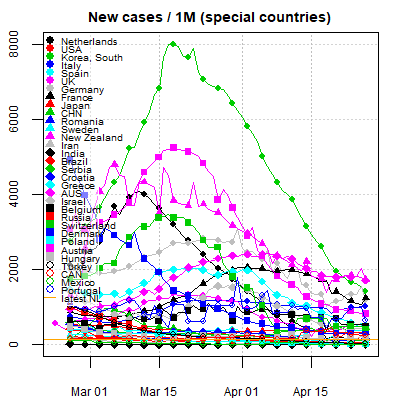 New cases / 1M (special countries)
8000
6000
4000
2000
0
Netherlands
USA
Korea, South
Italy
Spain
UK
Germany
France
Japan
CHN
Romania
Sweden
New Zealand
Iran
India
Brazil
Serbia
Croatia
Greece
AUS
Israel
Belgium
Russia
Switzerland
Denmark
Poland
Austria
Hungary
Turkey
CAN
Mexico
Portugal
latest NL
Mar 01
Mar 15
Apr 01
Apr 15